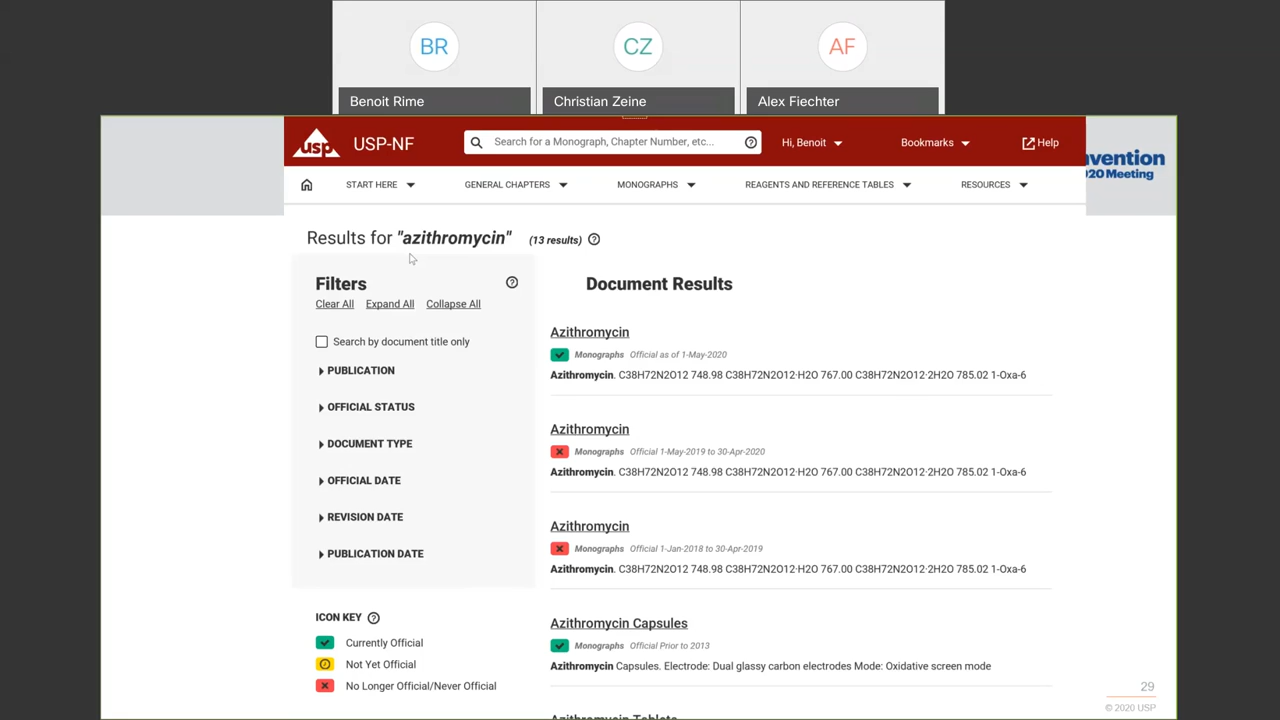 BR
CZ
AF
Benoit Rime
Christian Zeine
Alex Fiechter
usp
USP-NF
Search for a Monograph, Chapter Number, etc...
Hi, Benoit
Bookmarks
Help
nvention
20 Meeting
START HERE
GENERAL CHAPTERS
MONOGRAPHS
REAGENTS AND REFERENCE TABLES
RESOURCES
Results for "azithromycin" (13 results)
Filters
Clear All Expand All Collapse All
Search by document title only
PUBLICATION
OFFICIAL STATUS
DOCUMENT TYPE
OFFICIAL DATE
REVISION DATE
PUBLICATION DATE
ICON KEY
Currently Official
Not Yet Official
No Longer Official/Never Official
Document Results
Azithromycin
Monographs Official as of 1-May-2020
Azithromycin. C38H72N2O12 748.98 C38H72N2O12·H2O 767.00 C38H72N2O12·2H2O 785.02 1-Oxa-6
Azithromycin
Monographs Official 1-May-2019 to 30-Apr-2020
Azithromycin. C38H72N2O12 748.98 C38H72N2O12·H2O 767.00 C38H72N2O12·2H2O 785.02 1-Oxa-6
Azithromycin
Monographs Official 1-Jan-2018 to 30-Apr-2019
Azithromycin. C38H72N2O12 748.98 C38H72N2O12·H2O 767.00 C38H72N2O12·2H2O 785.02 1-Oxa-6
Azithromycin Capsules
Monographs Official Prior to 2013
Azithromycin Capsules. Electrode: Dual glassy carbon electrodes Mode: Oxidative screen mode
Azithromycin Tablets
29
© 2020 USP